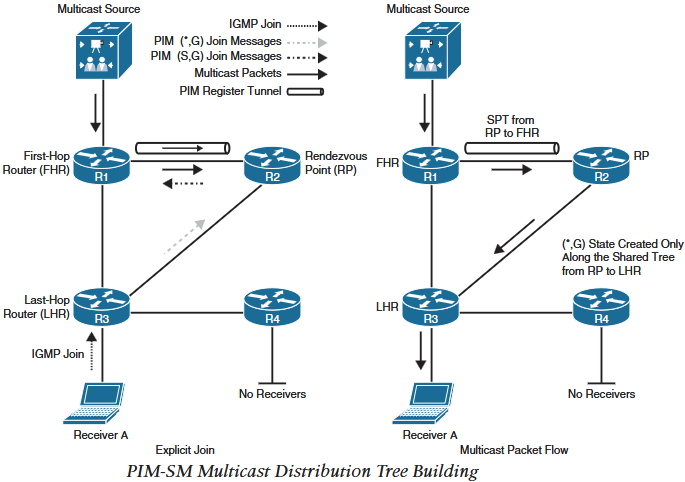 Multicast Source
IGMP Join
PIM (*,G) Join Messages
PIM (S,G) Join Messages
Multicast Packets
PIM Register Tunnel
First-Hop
Router (FHR)
R1
Rendezvous
Point (RP)
R2
Last-Hop
Router (LHR)
R3
R4
IGMP Join
No Receivers
Receiver A
Explicit Join
Multicast Source
SPT from
RP to FHR
FHR
R1
RP
R2
(*,G) State Created Only
Along the Shared Tree
from RP to LHR
LHR
R3
R4
No Receivers
Receiver A
Multicast Packet Flow
PIM-SM Multicast Distribution Tree Building